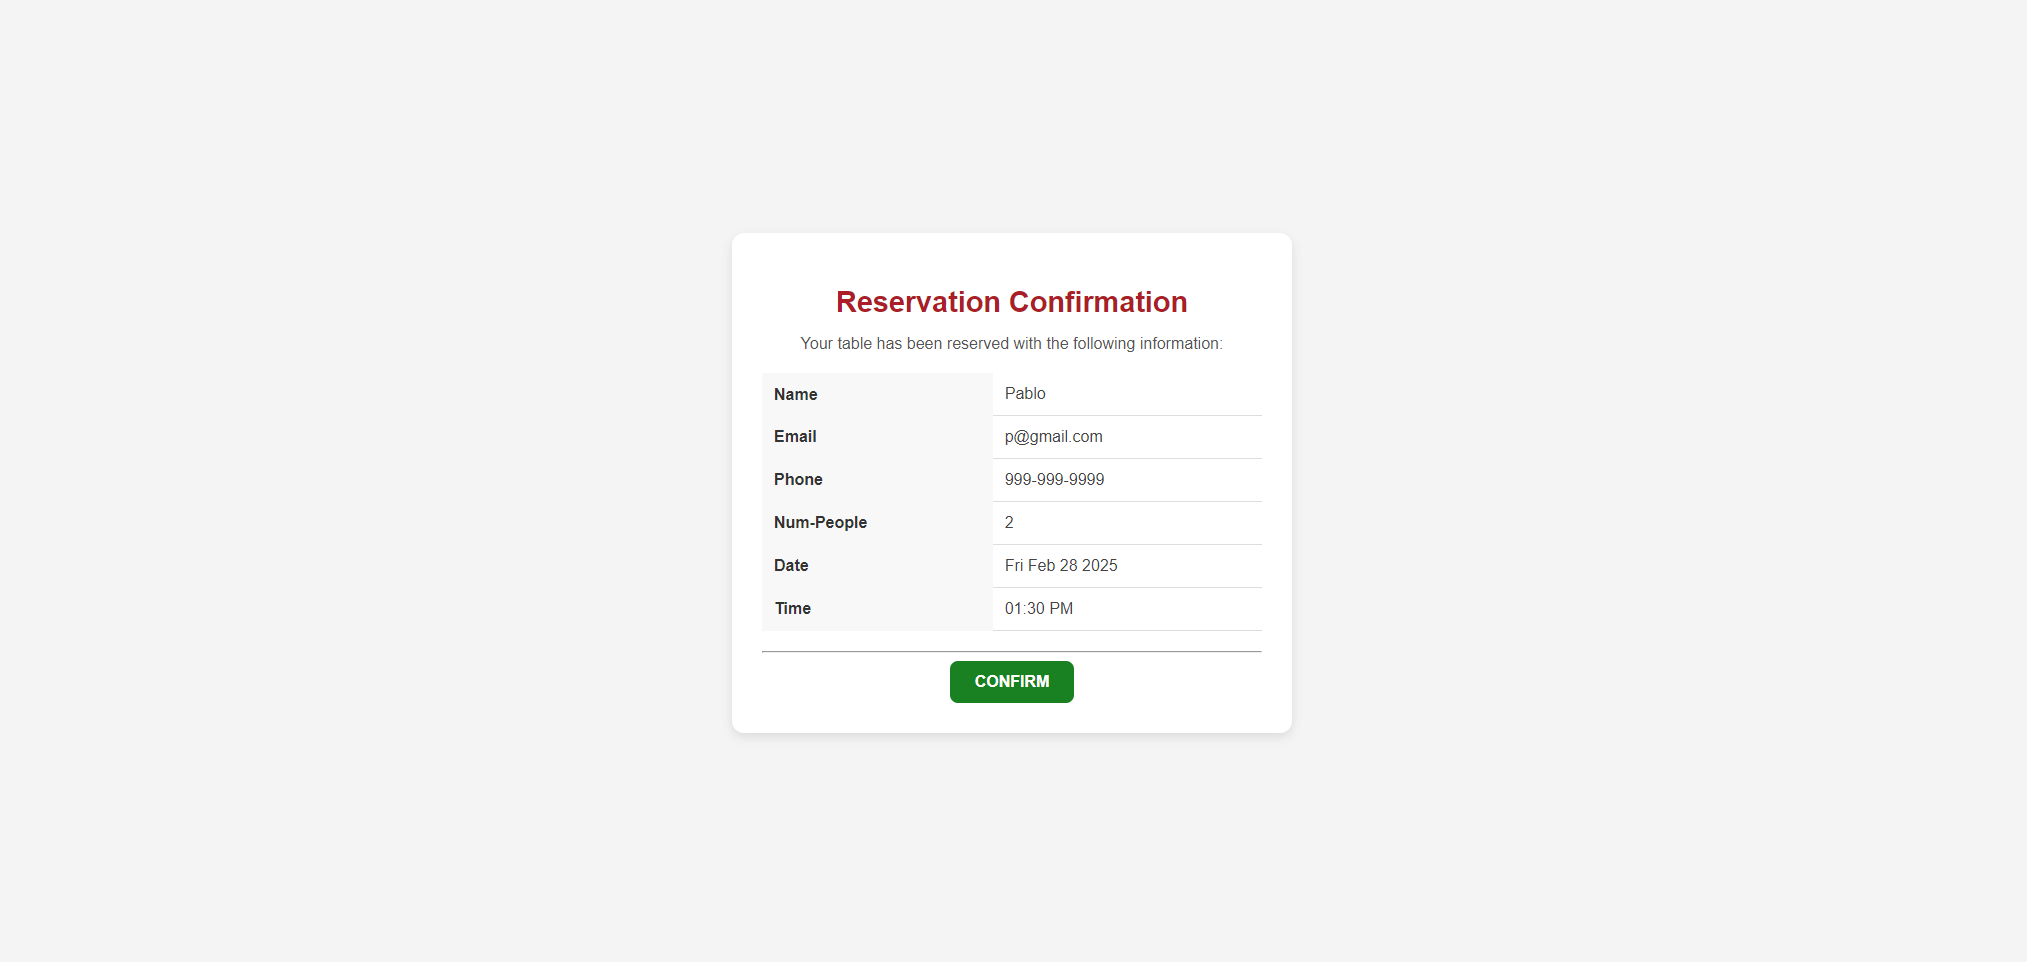 Reservation Confirmation
Your table has been reserved with the following information:
Name Pablo
Email p@gmail.com
Phone 999-999-9999
Num-People 2
Date Fri Feb 28 2025
Time 01:30 PM
CONFIRM